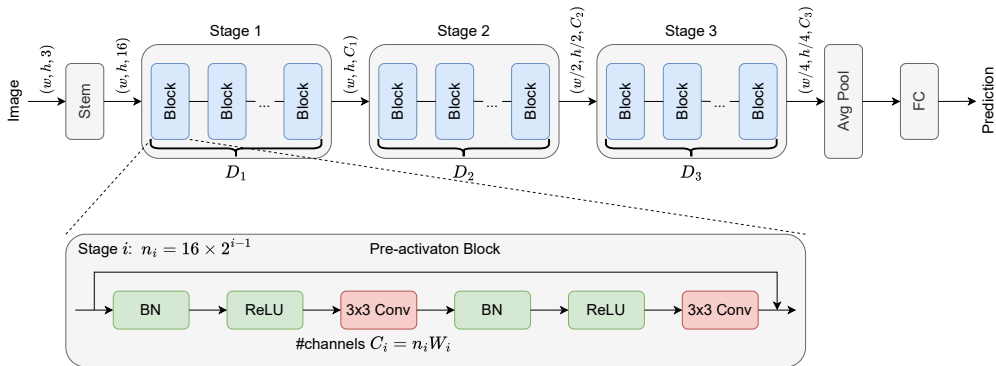 Stage 1
Stage 2
Stage 3
Image
(w, h, 3)
Stem
(w, h, 16)
Block
Block
...
Block
(w, h, C₁)
Block
Block
...
Block
(w/2, h/2, C₂)
Block
Block
...
Block
(w/4, h/4, C₃)
Avg Pool
FC
Prediction
D₁
D₂
D₃
Stage i: nᵢ = 16 × 2ⁱ⁻¹
Pre-activaton Block
BN
ReLU
3x3 Conv
BN
ReLU
3x3 Conv
#channels Cᵢ = nᵢWᵢ